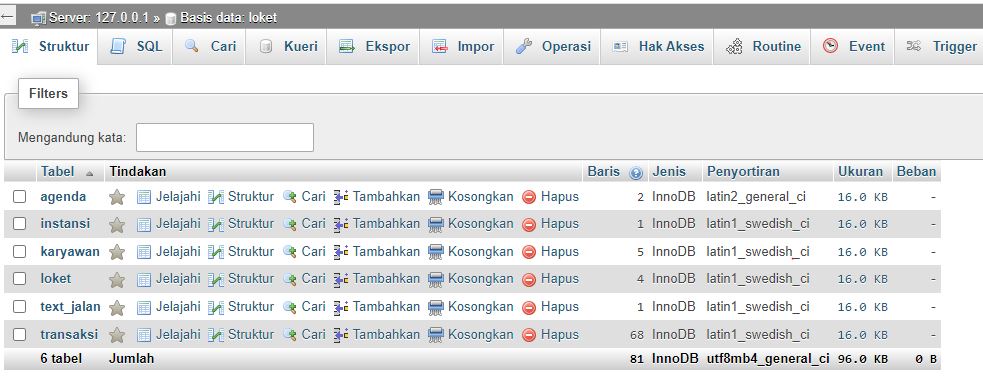 Server: 127.0.0.1 » Basis data: loket
Struktur SQL Cari Kueri Ekspor Impor Operasi Hak Akses Routine Event Trigger
Filters
Mengandung kata:
Tabel Tindakan Baris Jenis Penyortiran Ukuran Beban
agenda Jelajahi Struktur Cari Tambahkan Kosongkan Hapus 2 InnoDB latin2_general_ci 16.0 KB -
instansi Jelajahi Struktur Cari Tambahkan Kosongkan Hapus 1 InnoDB latin1_swedish_ci 16.0 KB -
karyawan Jelajahi Struktur Cari Tambahkan Kosongkan Hapus 5 InnoDB latin1_swedish_ci 16.0 KB -
loket Jelajahi Struktur Cari Tambahkan Kosongkan Hapus 4 InnoDB latin1_swedish_ci 16.0 KB -
text_jalan Jelajahi Struktur Cari Tambahkan Kosongkan Hapus 1 InnoDB latin1_swedish_ci 16.0 KB -
transaksi Jelajahi Struktur Cari Tambahkan Kosongkan Hapus 68 InnoDB latin1_swedish_ci 16.0 KB -
6 tabel Jumlah 81 InnoDB utf8mb4_general_ci 96.0 KB 0 B